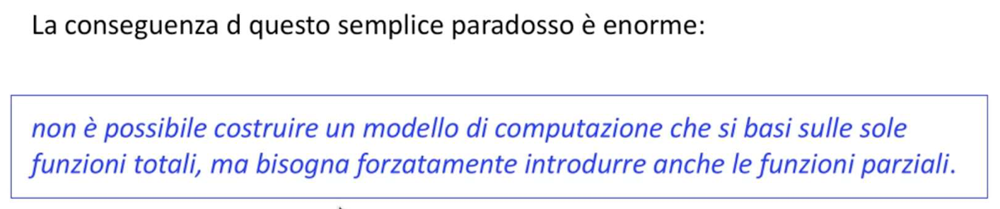 La conseguenza d questo semplice paradosso è enorme:
non è possibile costruire un modello di computazione che si basi sulle sole
funzioni totali, ma bisogna forzatamente introdurre anche le funzioni parziali.